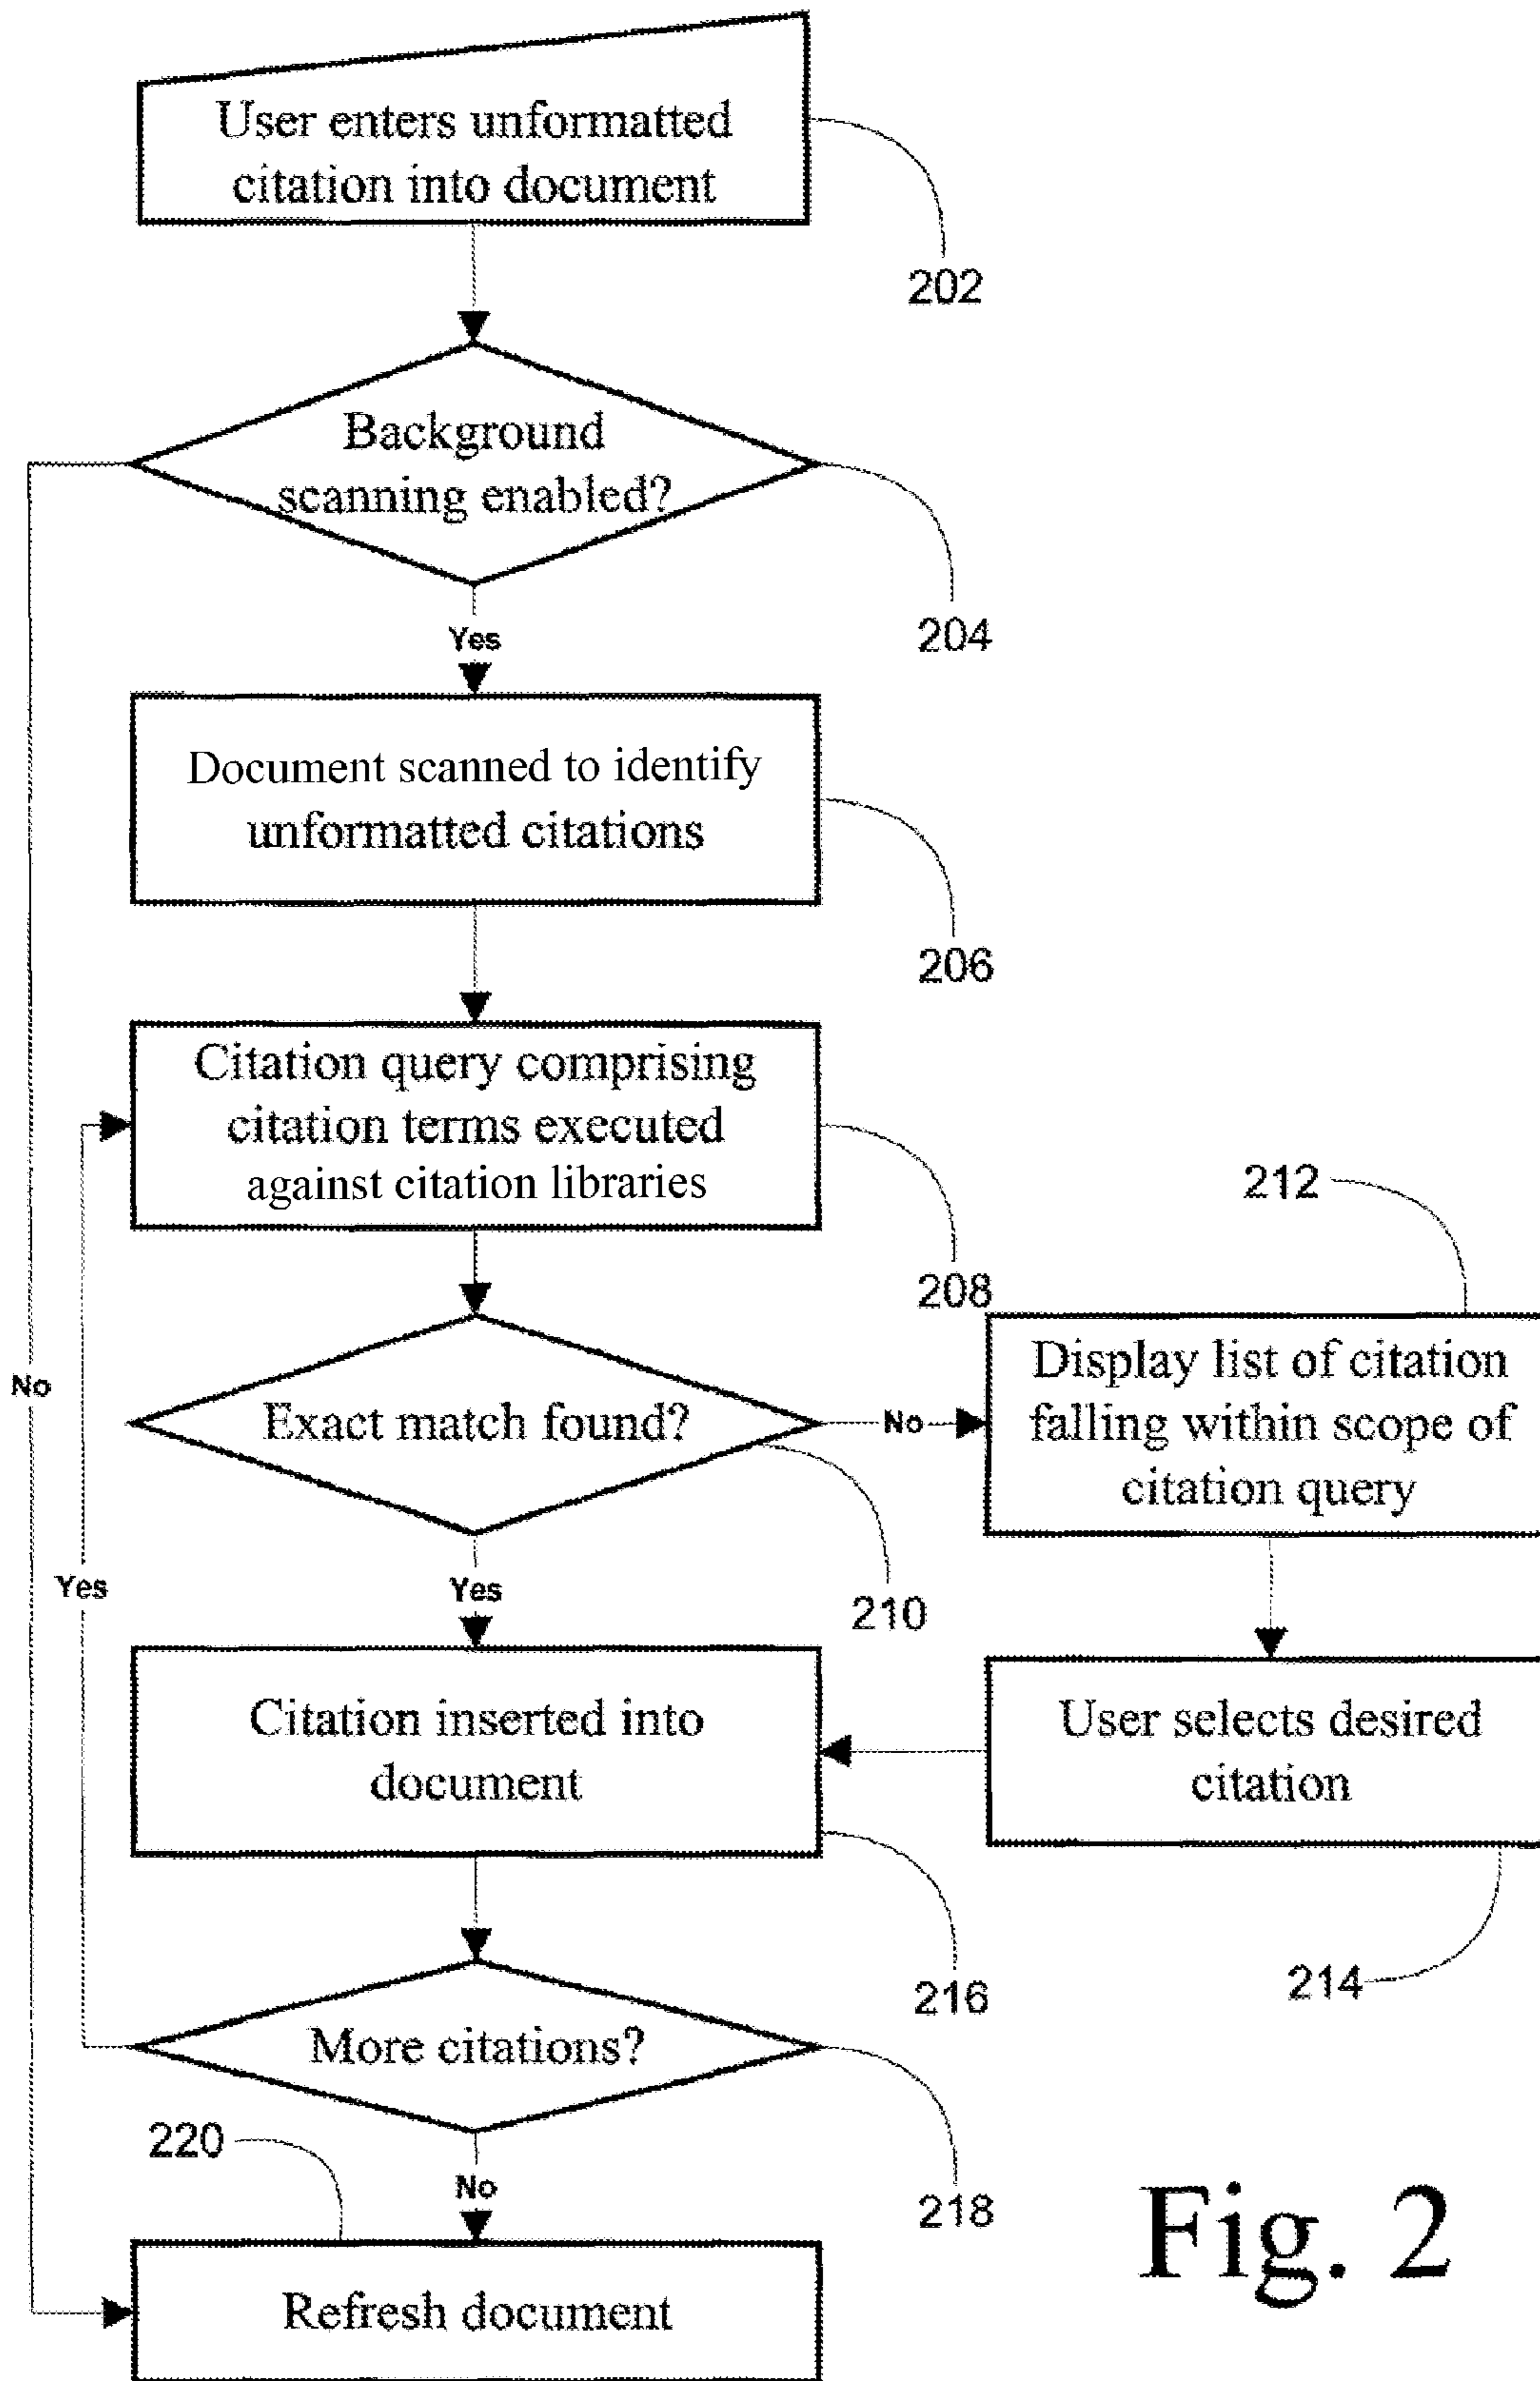 User enters unformatted
citation into document
202
Background
scanning enabled?
204
Yes
Document scanned to identify
unformatted citations
206
Citation query comprising
citation terms executed
against citation libraries
208
212
Display list of citation
falling within scope of
citation query
No
Exact match found?
No
210
Yes
Yes
Citation inserted into
document
User selects desired
citation
216
214
More citations?
220
No
218
Refresh document
Fig. 2